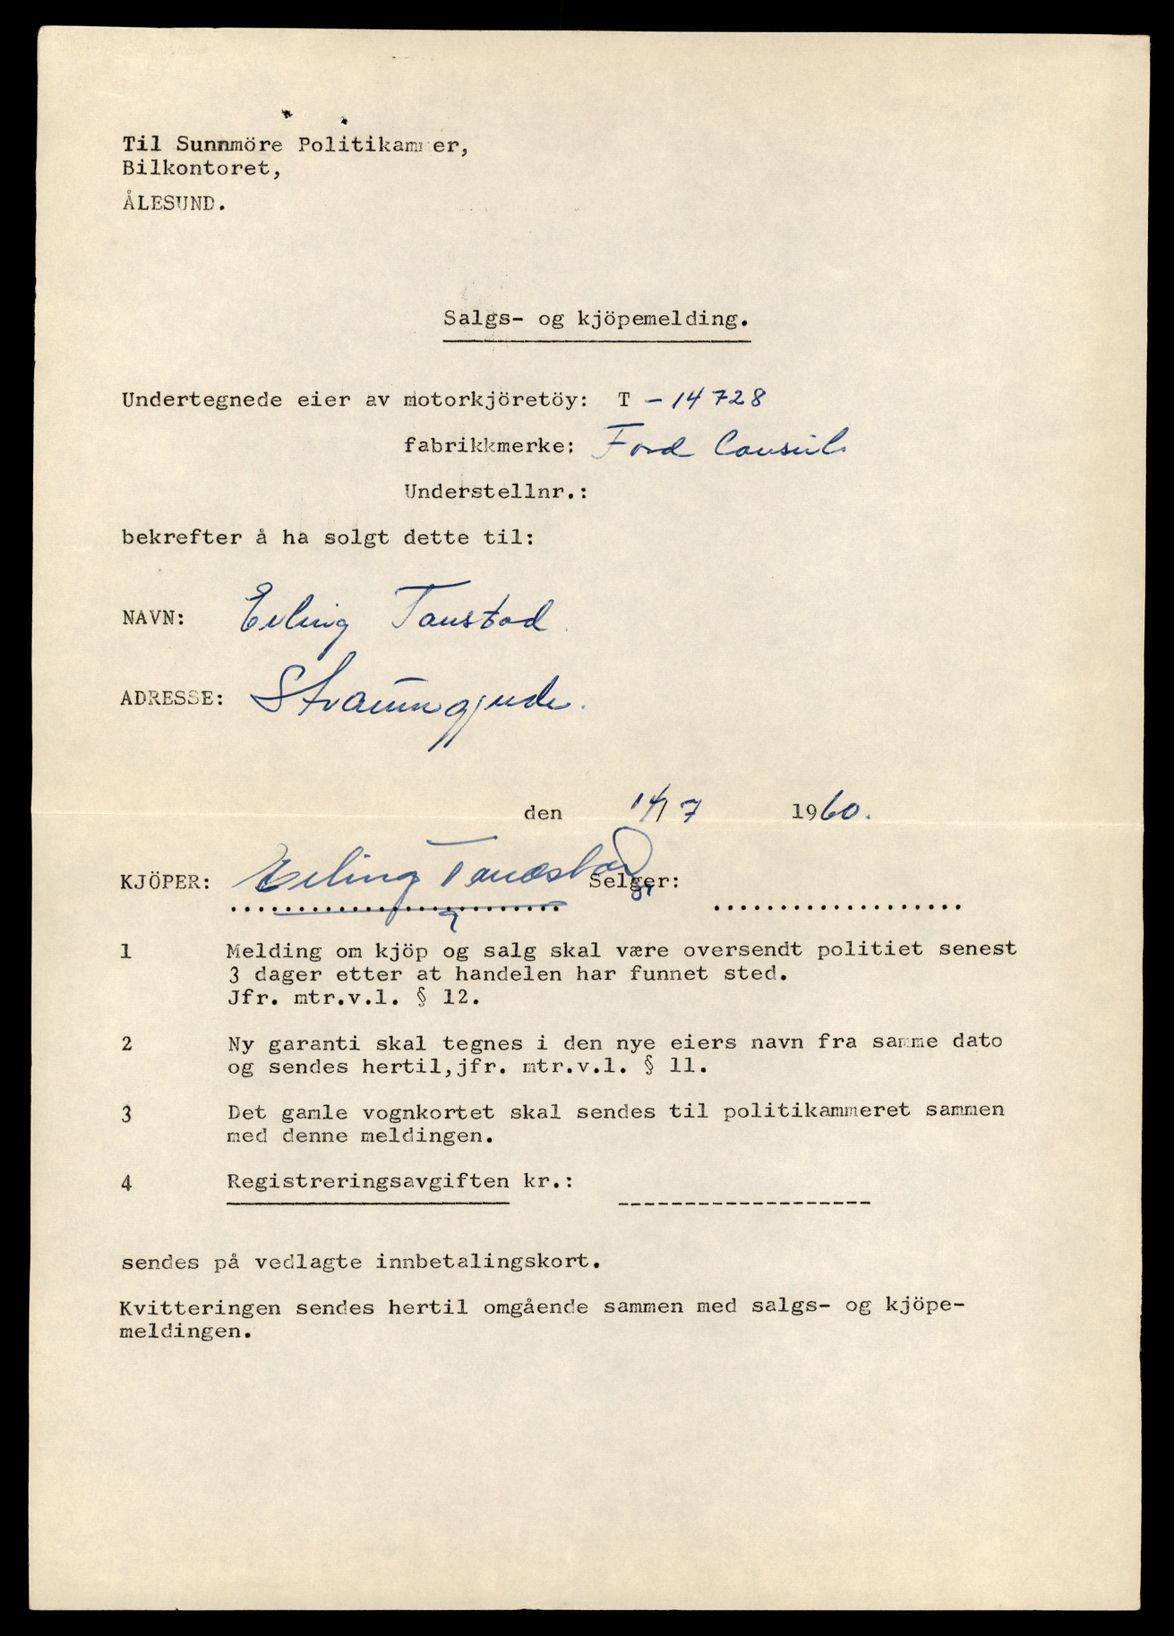 Til Sunnmöre Politikammer,
Bilkontoret,
ÅLESUND.
Salgs- og kjöpemelding.
Undertegnede eier av motorkjöretöy: T - 14728
fabrikkmerke: Ford Consul
Understellnr.:
bekrefter å ha solgt dette til:
NAVN: Erling Taustad
ADRESSE: Straumgjerde.
den 14/7 1960.
KJÖPER: Erling Selger:
1 Melding om kjöp og salg skal være oversendt politiet senest
3 dager etter at handelen har funnet sted.
Jfr. mtr.v.l. § 12.
2 Ny garanti skal tegnes i den nye eiers navn fra samme dato
og sendes hertil,jfr. mtr.v.l. § 11.
3 Det gamle vognkortet skal sendes til politikammeret sammen
med denne meldingen.
4 Registreringsavgiften kr.:
sendes på vedlagte innbetalingskort.
Kvitteringen sendes hertil omgående sammen med salgs- og kjöpe-
meldingen.